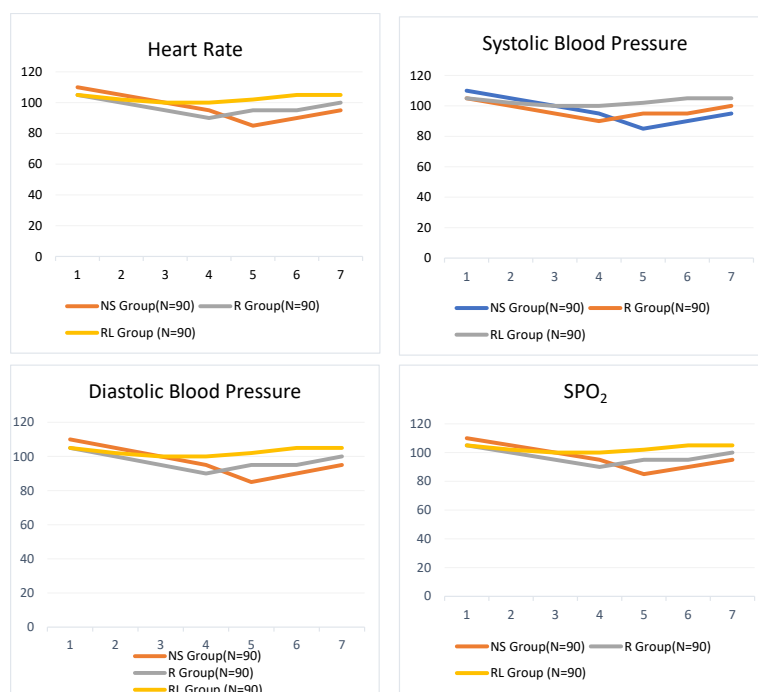 Heart Rate
120
100
80
60
40
20
0
1 2 3 4 5 6 7
NS Group(N=90) R Group(N=90)
RL Group (N=90)
Systolic Blood Pressure
120
100
80
60
40
20
0
1 2 3 4 5 6 7
NS Group(N=90) R Group(N=90)
RL Group(N=90)
Diastolic Blood Pressure
120
100
80
60
40
20
0
1 2 3 4 5 6 7
NS Group(N=90)
R Group(N=90)
RL Group(N=90)
SPO₂
120
100
80
60
40
20
0
1 2 3 4 5 6 7
NS Group(N=90) R Group(N=90)
RL Group(N=90)